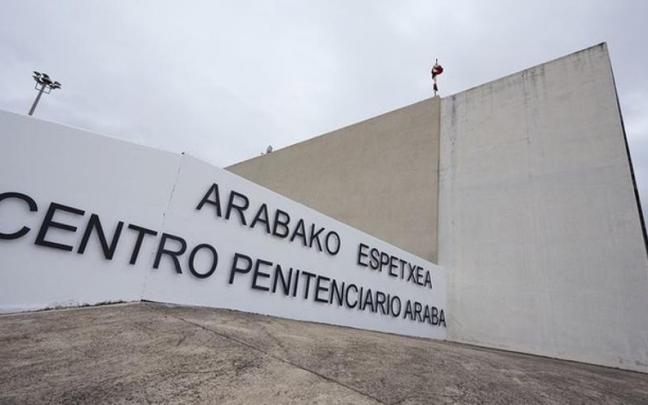 ARABAKO ESPETXEA
CENTRO PENITENCIARIO ARABA